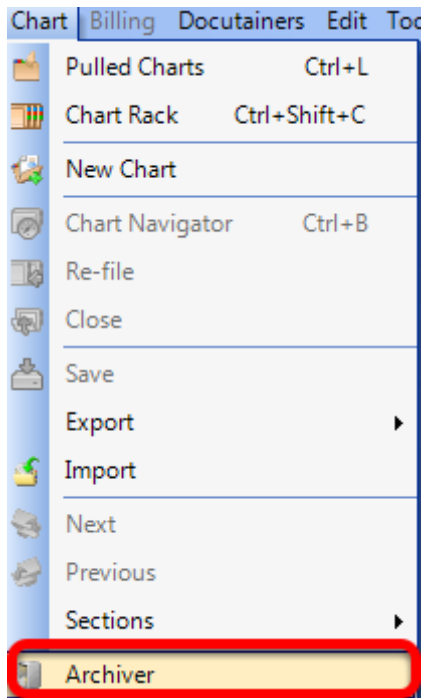 Chart Billing Docutainers Edit
Pulled Charts Ctrl+L
Chart Rack Ctrl+Shift+C
New Chart
Chart Navigator Ctrl+B
Re-file
Close
Save
Export
Import
Next
Previous
Sections
Archiver